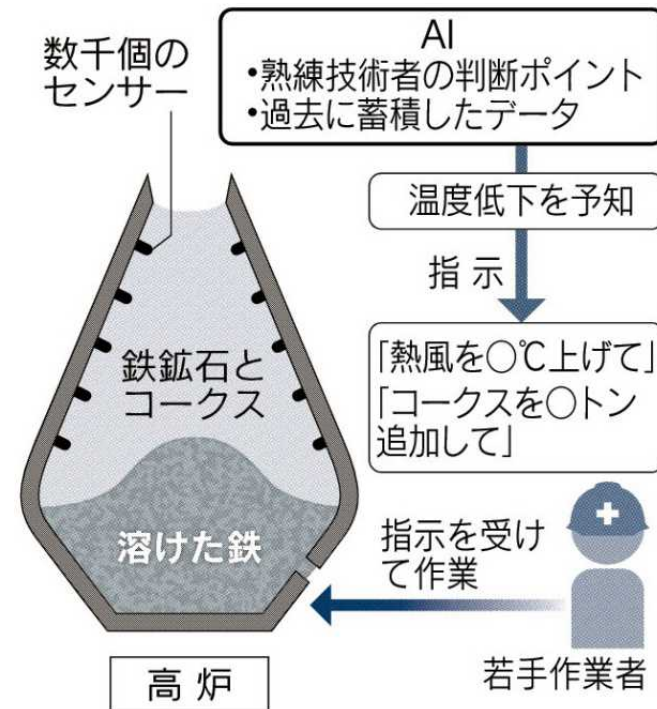 数千個の
センサー
AI
•熟練技術者の判断ポイント
•過去に蓄積したデータ
温度低下を予知
指示
「熱風を○℃上げて」
「コークスを○トン
追加して」
鉄鉱石と
コークス
溶けた鉄
指示を受け
て作業
若手作業者
高炉